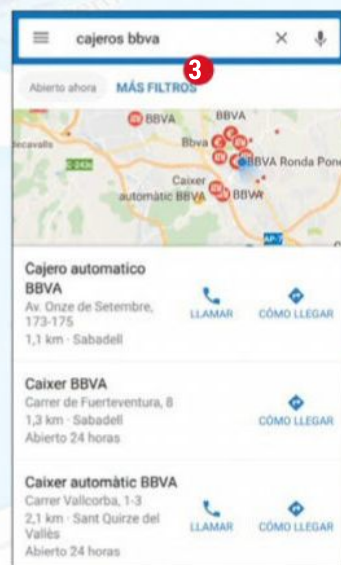 cajeros bbva
3
Abierto ahora MÁS FILTROS
BBVA
BBVA
Bbva
BBVA Ronda Pone
Caixer
automàtic BBVA
BBVA
AP-7
Cajero automatico
BBVA
Av. Onze de Setembre,
173-175
1,1 km · Sabadell
LLAMAR
CÓMO LLEGAR
Caixer BBVA
Carrer de Fuerteventura, 8
1,3 km · Sabadell
Abierto 24 horas
CÓMO LLEGAR
Caixer automàtic BBVA
Carrer Vallcorba, 1-3
2,1 km · Sant Quirze del
Vallès
Abierto 24 horas
LLAMAR
CÓMO LLEGAR